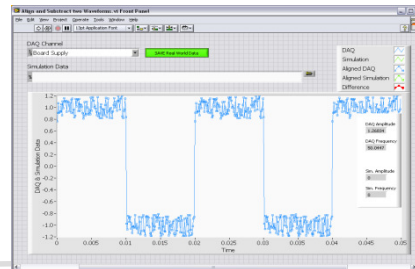 Align and Substract two Waveforms.vi Front Panel
File Edit View Project Operate Tools Window Help
13pt Application Font
DAQ Channel
Board Supply
SAVE Real World Data
Simulation Data
DAQ
Simulation
Aligned DAQ
Aligned Simulation
Difference
DAQ & Simulation Data
1.2
1.0
0.8
0.6
0.4
0.2
0.0
-0.2
-0.4
-0.6
-0.8
-1.0
-1.2
DAQ Amplitude
DAQ Frequency
Sim. Amplitude
0
Sim. Frequency
0
0 0.005 0.01 0.015 0.02 0.025 0.03 0.035 0.04 0.045 0.05
Time